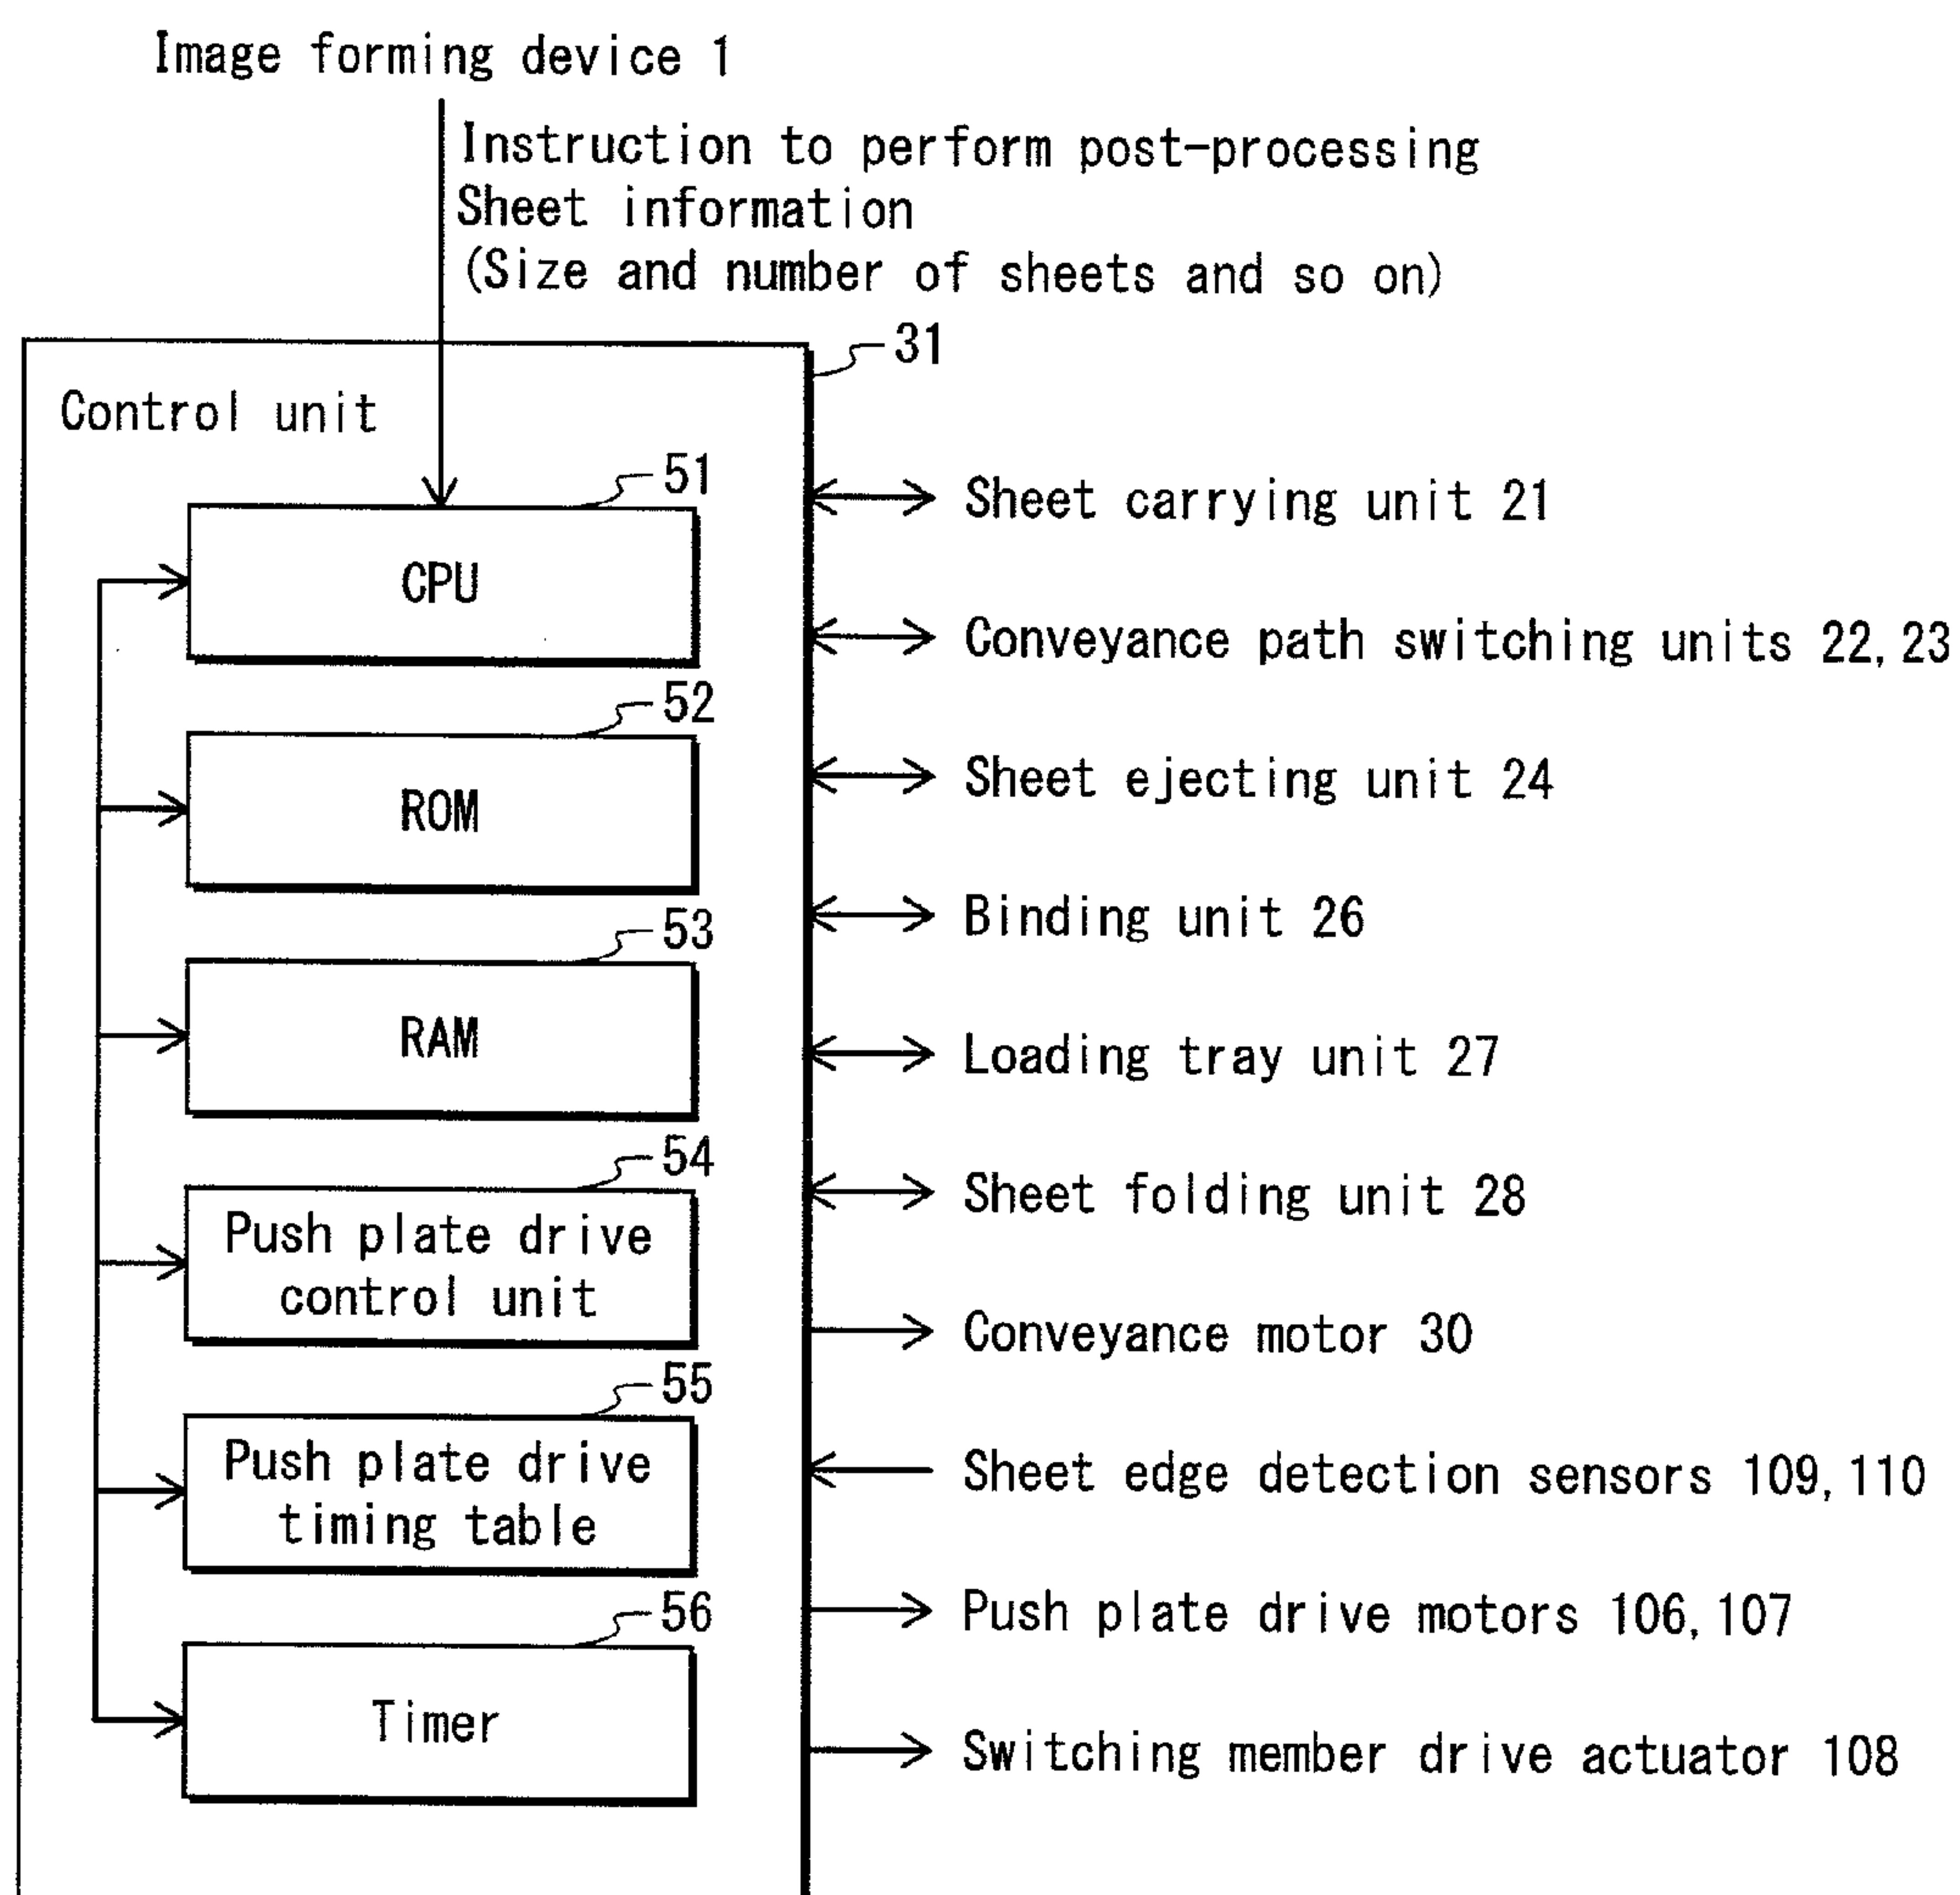 Image forming device 1
Instruction to perform post-processing
Sheet information
(Size and number of sheets and so on)
31
Control unit
51
CPU
52
ROM
53
RAM
54
Push plate drive
control unit
55
Push plate drive
timing table
56
Timer
Sheet carrying unit 21
Conveyance path switching units 22, 23
Sheet ejecting unit 24
Binding unit 26
Loading tray unit 27
Sheet folding unit 28
Conveyance motor 30
Sheet edge detection sensors 109, 110
Push plate drive motors 106, 107
Switching member drive actuator 108